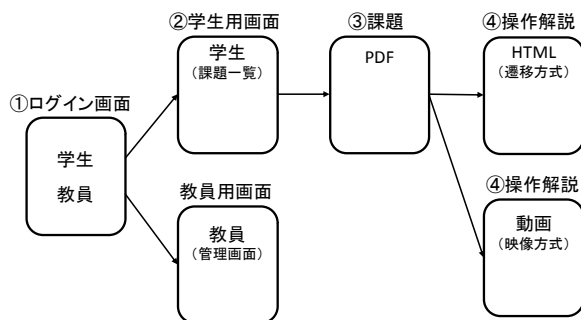 ①ログイン画面
学生
教員
②学生用画面
学生
(課題一覧)
教員用画面
教員
(管理画面)
③課題
PDF
④操作解説
HTML
(遷移方式)
④操作解説
動画
(映像方式)